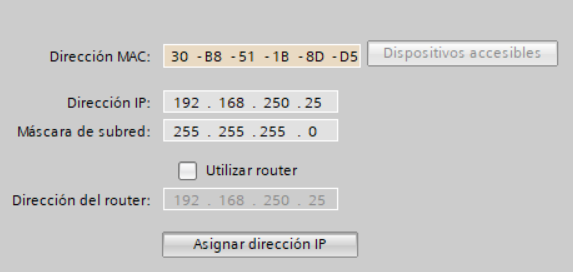 Dirección MAC: 30 -B8 -51 -1B -8D -D5 Dispositivos accesibles
Dirección IP: 192 . 168 . 250 . 25
Máscara de subred: 255 . 255 . 255 . 0
Utilizar router
Dirección del router: 192 . 168 . 250 . 25
Asignar dirección IP